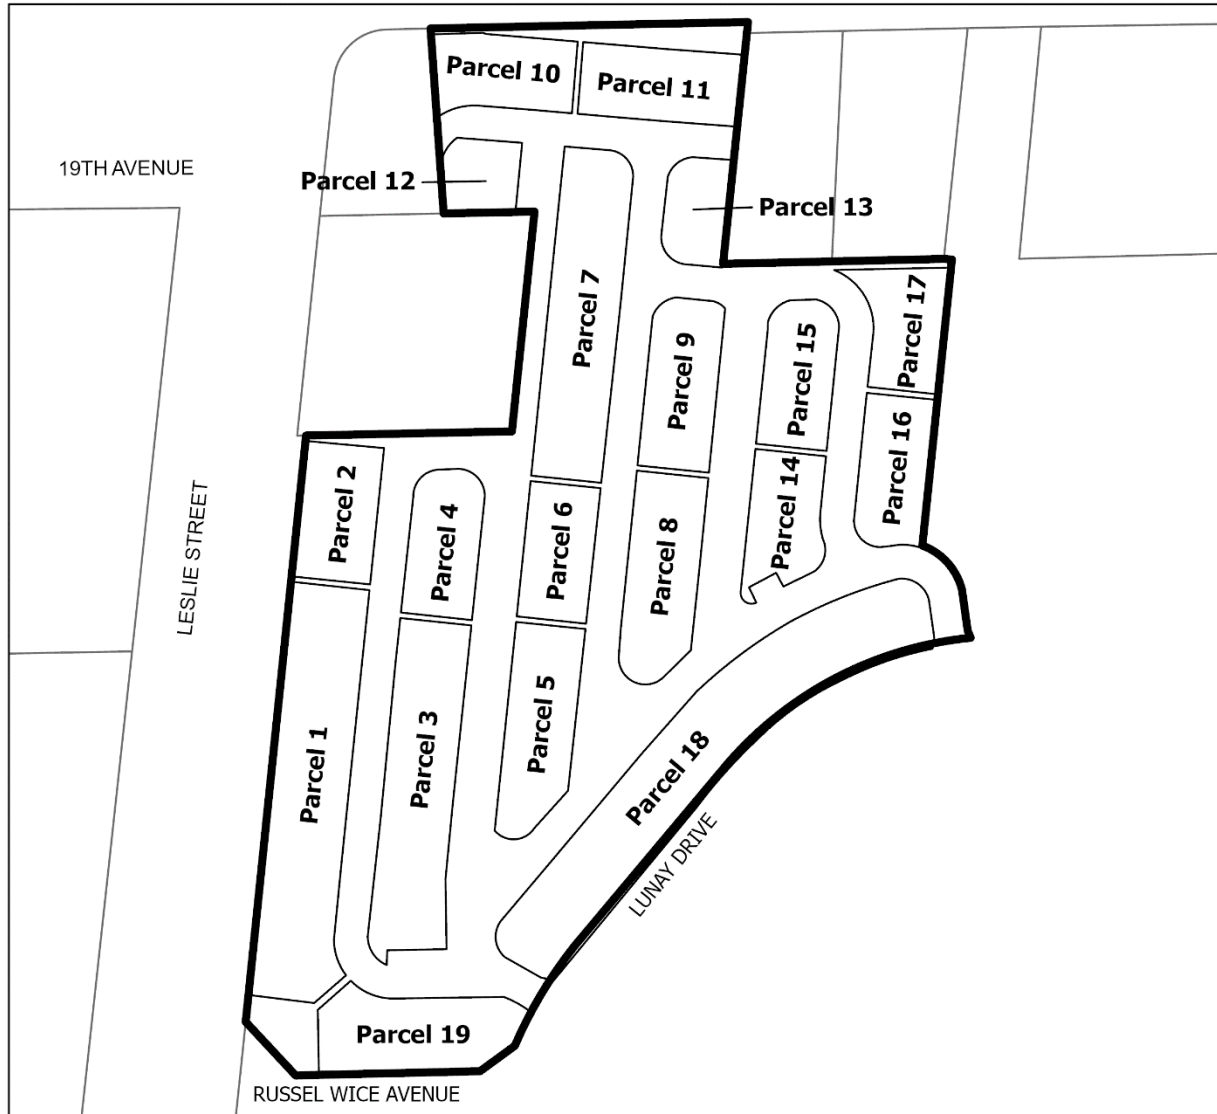 Parcel 10
Parcel 11
19TH AVENUE
Parcel 12
Parcel 13
Parcel 7
Parcel 17
Parcel 9
Parcel 15
Parcel 16
Parcel 2
Parcel 4
Parcel 6
Parcel 8
Parcel 14
LESLIE STREET
Parcel 1
Parcel 3
Parcel 5
Parcel 18
LUNAY DRIVE
Parcel 19
RUSSEL WICE AVENUE